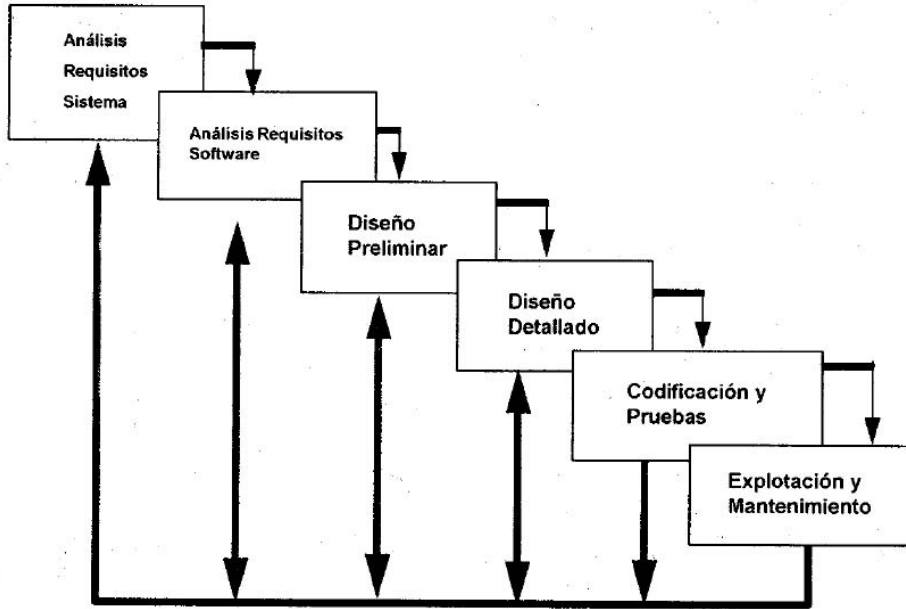 Análisis
Requisitos
Sistema
Análisis Requisitos
Software
Diseño
Preliminar
Diseño
Detallado
Codificación y
Pruebas
Explotación y
Mantenimiento